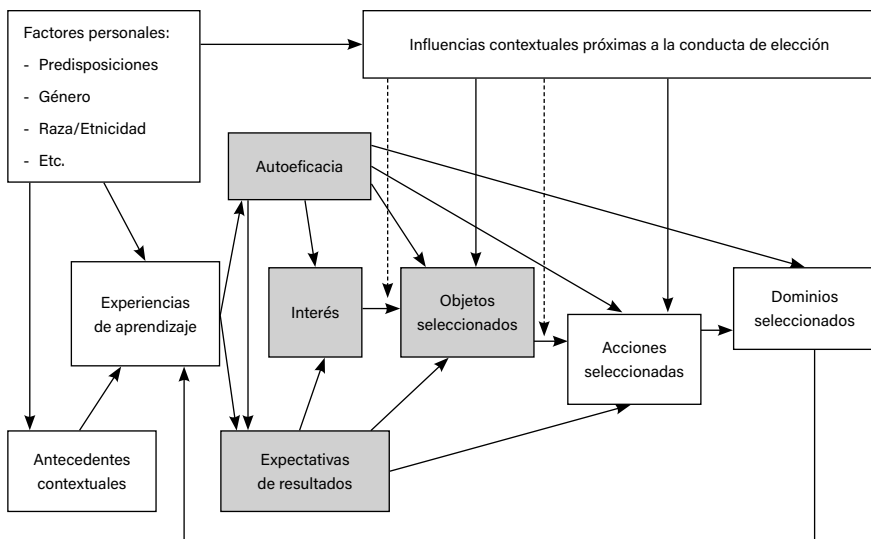 Factores personales:
- Predisposiciones
- Género
- Raza/Etnicidad
- Etc.
Influencias contextuales próximas a la conducta de elección
Autoeficacia
Experiencias
de aprendizaje
Interés
Objetos
seleccionados
Dominios
seleccionados
Acciones
seleccionadas
Antecedentes
contextuales
Expectativas
de resultados